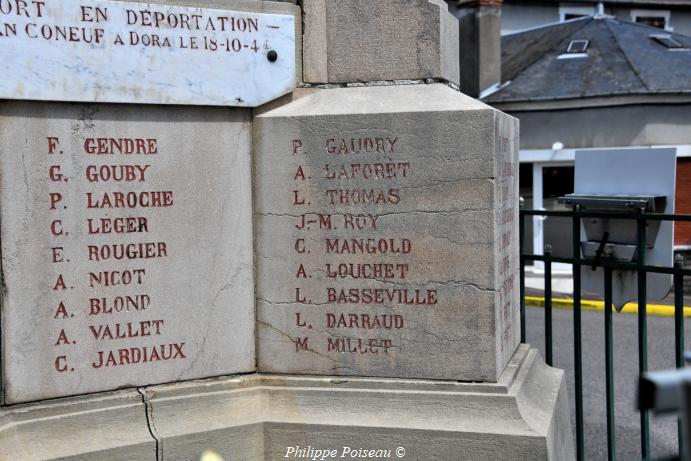 ORT EN DÉPORTATION
AN CONEUF A DORA LE 18-10-4
F. GENDRE
G. GOUBY
P. LAROCHE
C. LÉGER
E. ROUGIER
A. NICOT
A. BLOND
A. VALLET
C. JARDIAUX
P. GAUDRY
A. LAFORÊT
L. THOMAS
J.-M. ROY
C. MANGOLD
A. LOUCHET
L. BASSEVILLE
L. DARRAUD
M. MILLET
Philippe Poiseau ©